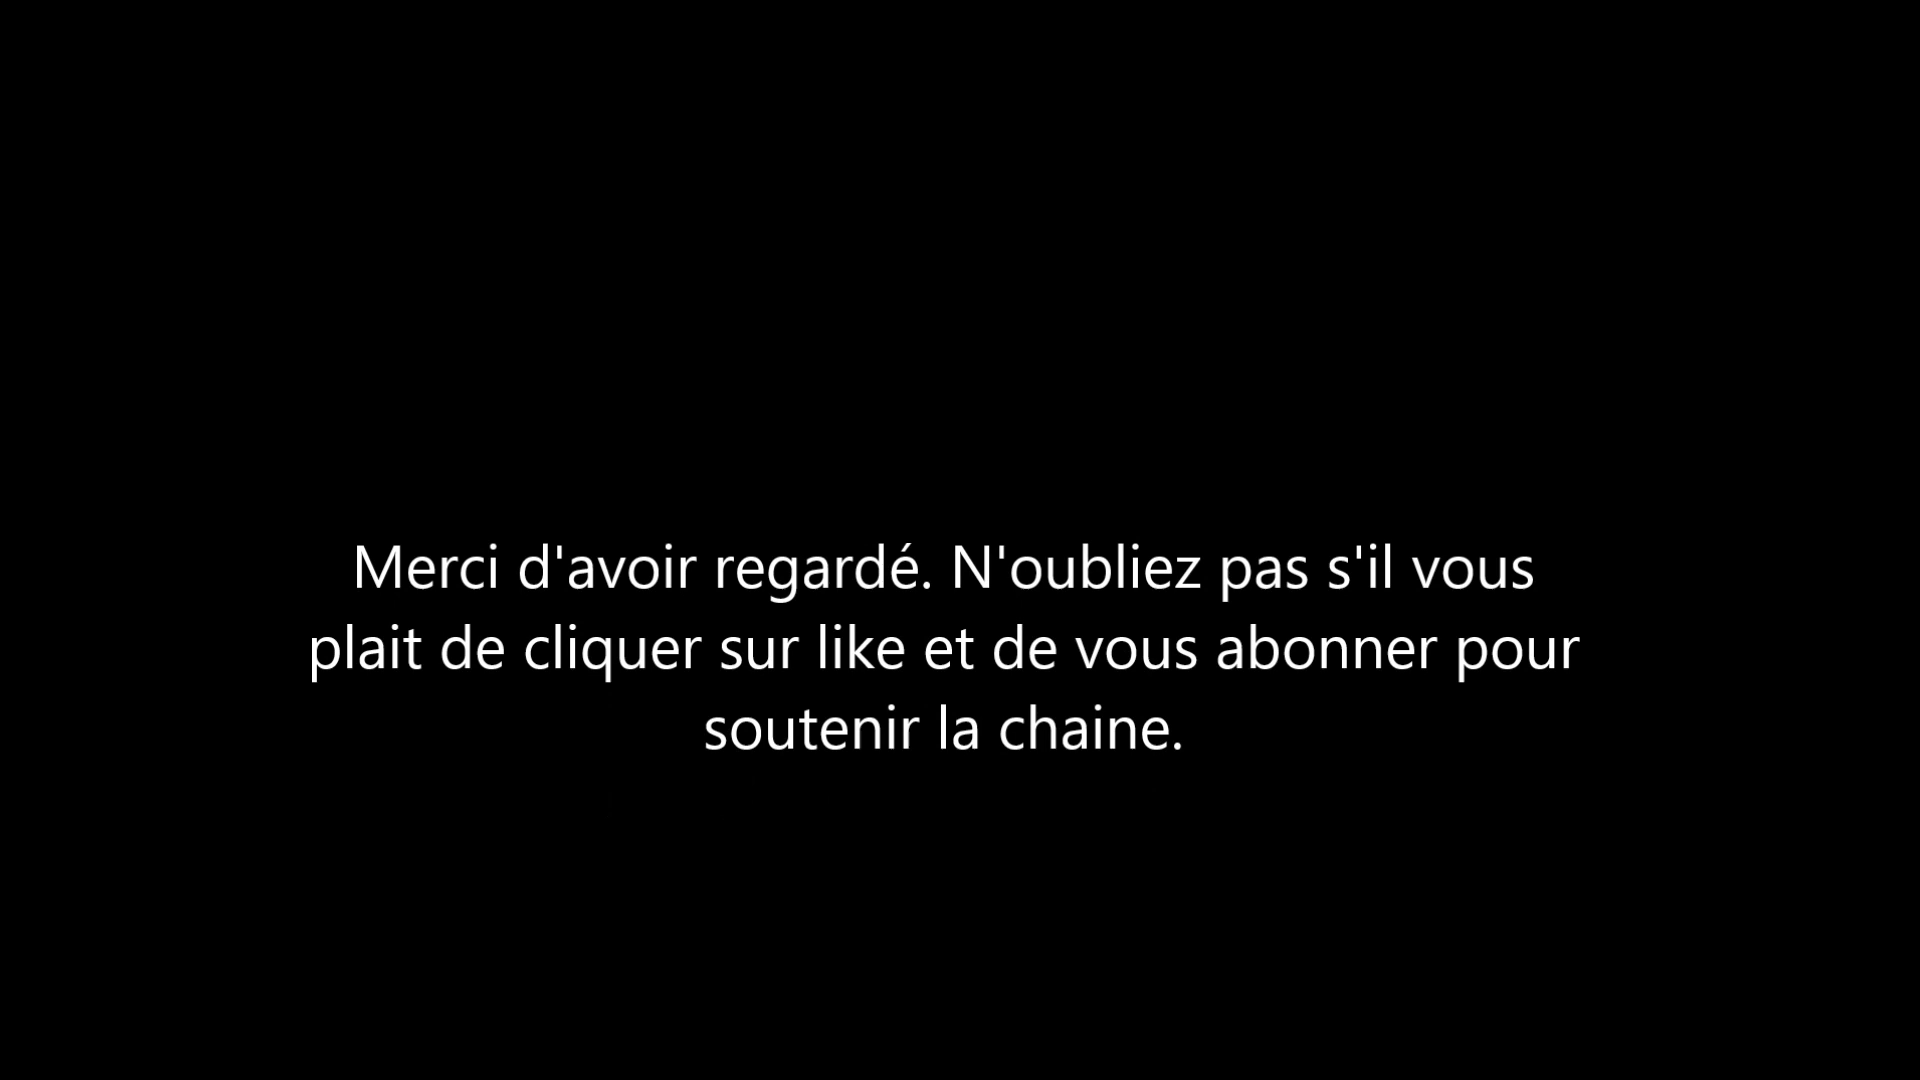 Merci d'avoir regardé. N'oubliez pas s'il vous
plait de cliquer sur like et de vous abonner pour
soutenir la chaine.